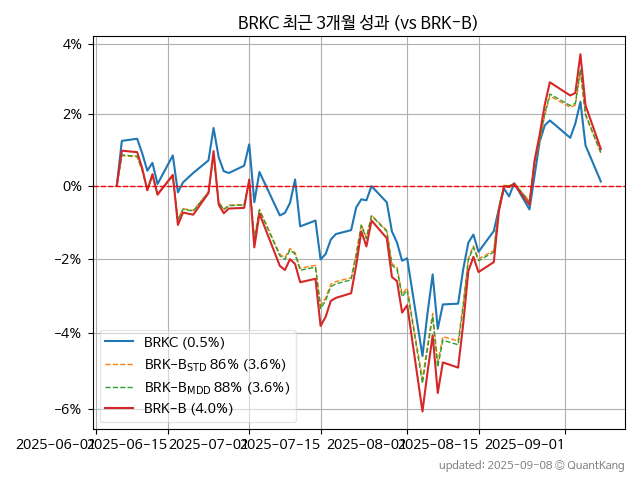 BRKC 최근 3개월 성과 (vs BRK-B)
4%
2%
0%
-2%
-4%
-6%
BRKC (0.5%)
BRK-B_STD 86% (3.6%)
BRK-B_MDD 88% (3.6%)
BRK-B (4.0%)
2025-06-01 2025-06-15 2025-07-01 2025-07-15 2025-08-01 2025-08-15 2025-09-01
updated: 2025-09-08 © QuantKang